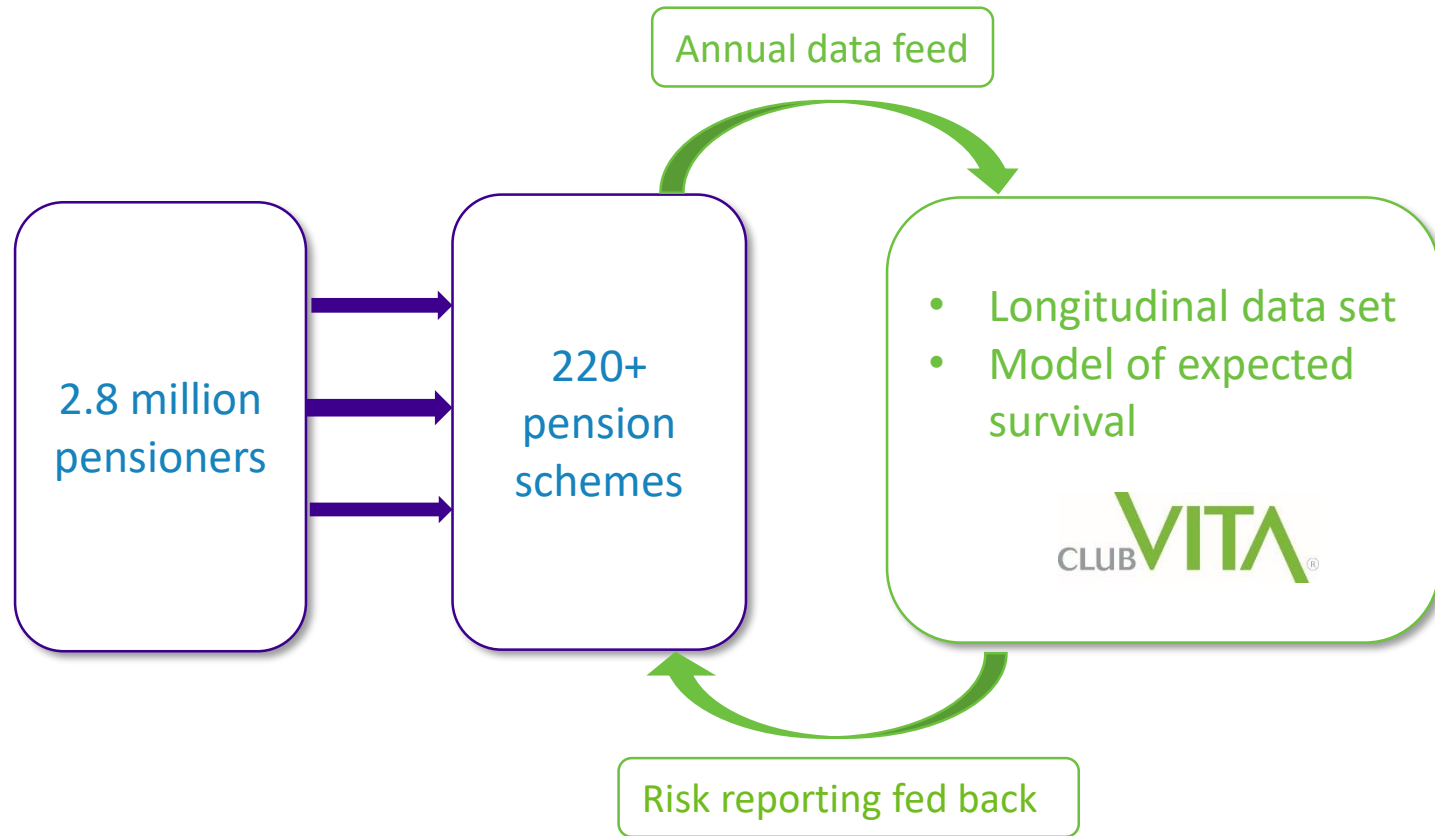 Annual data feed
2.8 million
pensioners
220+
pension
schemes
• Longitudinal data set
• Model of expected
survival
CLUB VITA ®
Risk reporting fed back